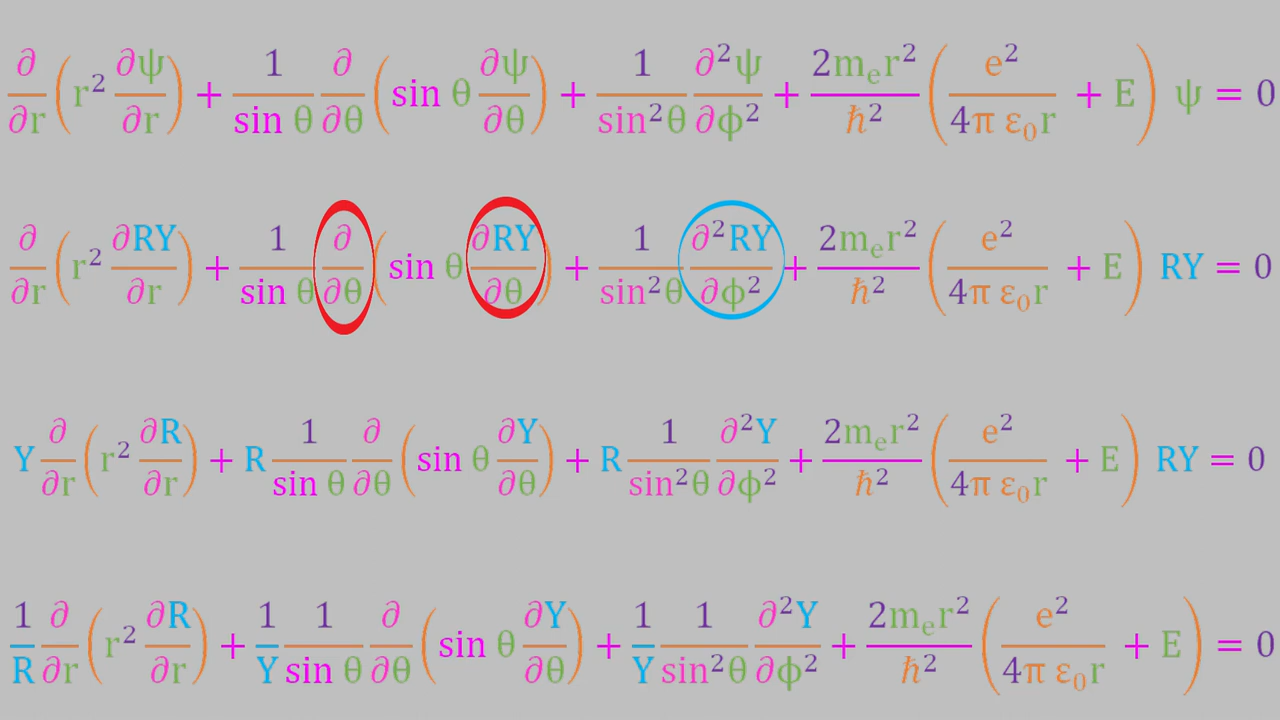 ∂/∂r (r² ∂ψ/∂r) + 1/sin θ ∂/∂θ (sin θ ∂ψ/∂θ) + 1/sin²θ ∂²ψ/∂ϕ² + 2mₑr²/ℏ² (e²/4π ε₀r + E) ψ = 0
∂/∂r (r² ∂RY/∂r) + 1/sin θ ∂/∂θ (sin θ ∂RY/∂θ) + 1/sin²θ ∂²RY/∂ϕ² + 2mₑr²/ℏ² (e²/4π ε₀r + E) RY = 0
Y ∂/∂r (r² ∂R/∂r) + R 1/sin θ ∂/∂θ (sin θ ∂Y/∂θ) + R 1/sin²θ ∂²Y/∂ϕ² + 2mₑr²/ℏ² (e²/4π ε₀r + E) RY = 0
1/R ∂/∂r (r² ∂R/∂r) + 1/Y 1/sin θ ∂/∂θ (sin θ ∂Y/∂θ) + 1/Y 1/sin²θ ∂²Y/∂ϕ² + 2mₑr²/ℏ² (e²/4π ε₀r + E) = 0